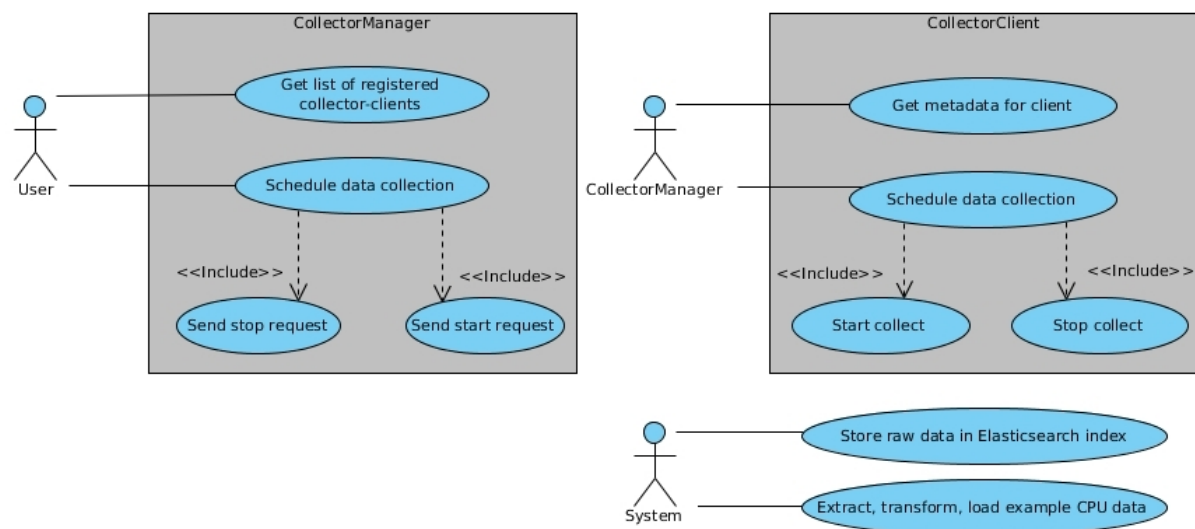 CollectorManager
Get list of registered
collector-clients
User
Schedule data collection
<<Include>>
<<Include>>
Send stop request
Send start request
CollectorClient
Get metadata for client
CollectorManager
Schedule data collection
<<Include>>
<<Include>>
Start collect
Stop collect
Store raw data in Elasticsearch index
System
Extract, transform, load example CPU data